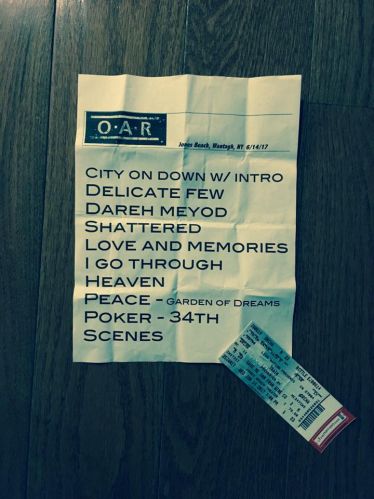 O·A·R
Jones Beach, Wantagh, NY 6/14/17
CITY ON DOWN W/ INTRO
DELICATE FEW
DAREH MEYOD
SHATTERED
LOVE AND MEMORIES
I GO THROUGH
HEAVEN
PEACE - GARDEN OF DREAMS
POKER - 34TH
SCENES